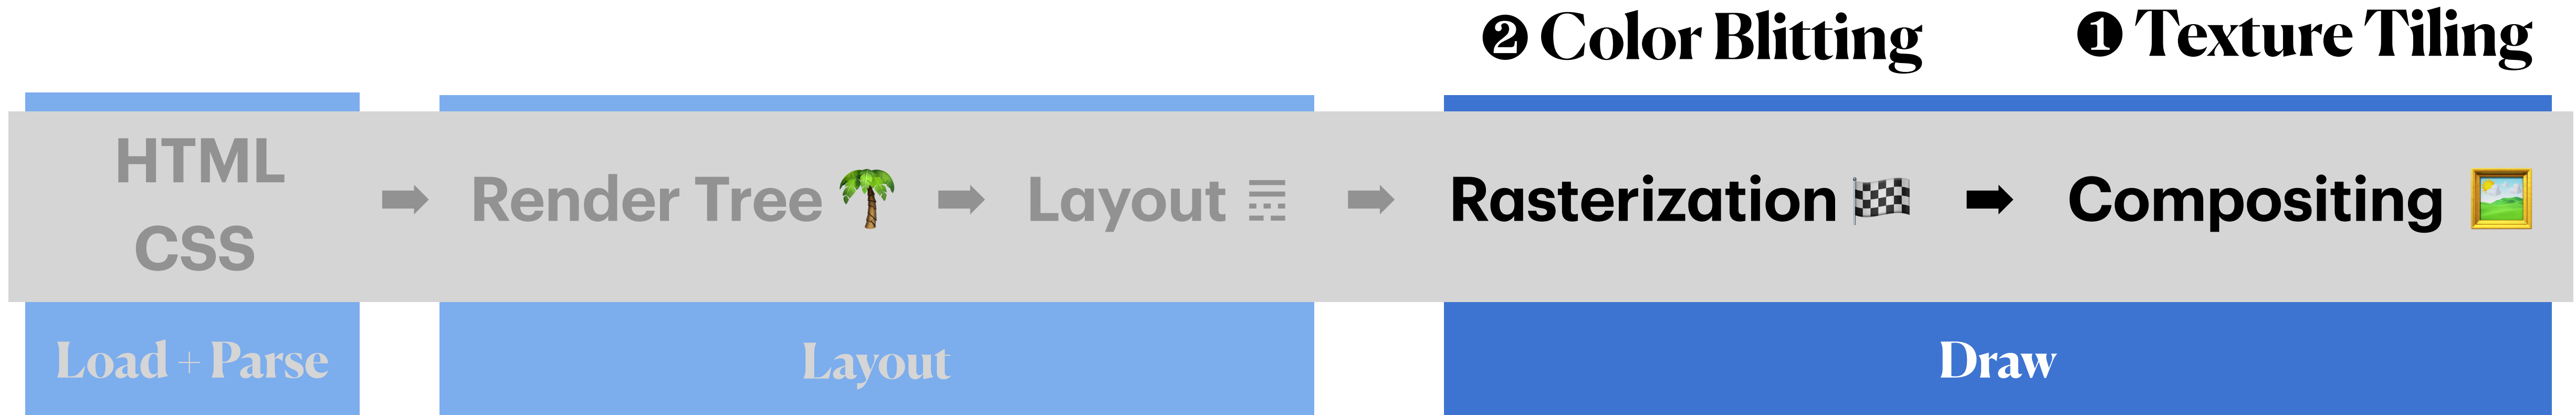 ❷ Color Blitting
❶ Texture Tiling
HTML
CSS
Render Tree
Layout
Rasterization
Compositing
Load + Parse
Layout
Draw